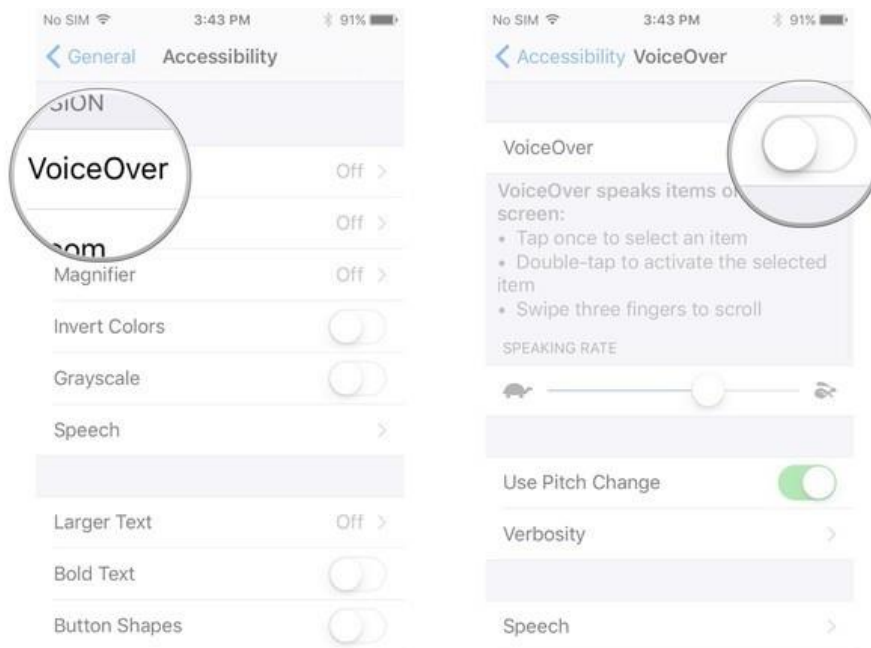 No SIM 3:43 PM 91%
General Accessibility
SION
VoiceOver Off
oom Off
Magnifier Off
Invert Colors
Grayscale
Speech
Larger Text Off
Bold Text
Button Shapes
No SIM 3:43 PM 91%
Accessibility VoiceOver
VoiceOver
VoiceOver speaks items o
screen:
• Tap once to select an item
• Double-tap to activate the selected
item
• Swipe three fingers to scroll
SPEAKING RATE
Use Pitch Change
Verbosity
Speech